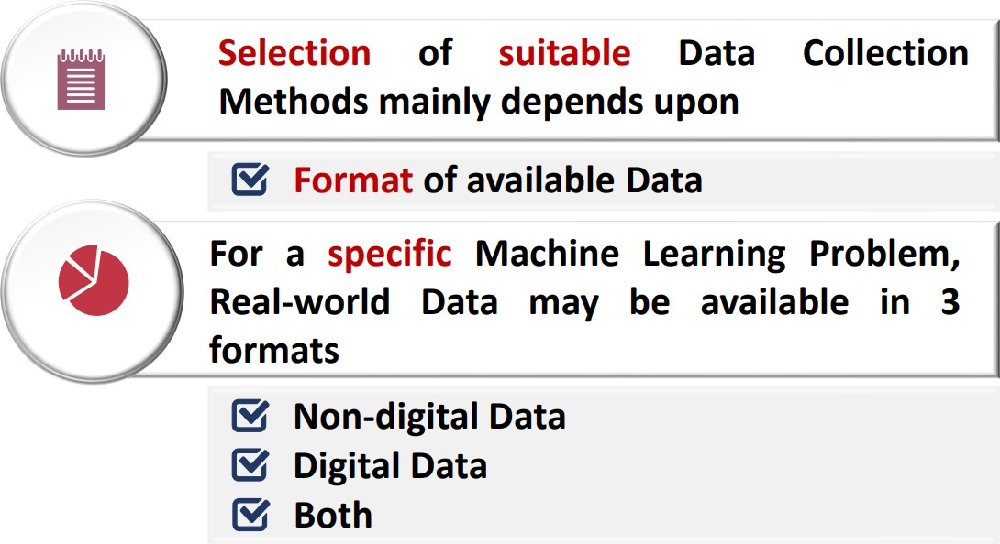 Selection of suitable Data Collection
Methods mainly depends upon
Format of available Data
For a specific Machine Learning Problem,
Real-world Data may be available in 3
formats
Non-digital Data
Digital Data
Both